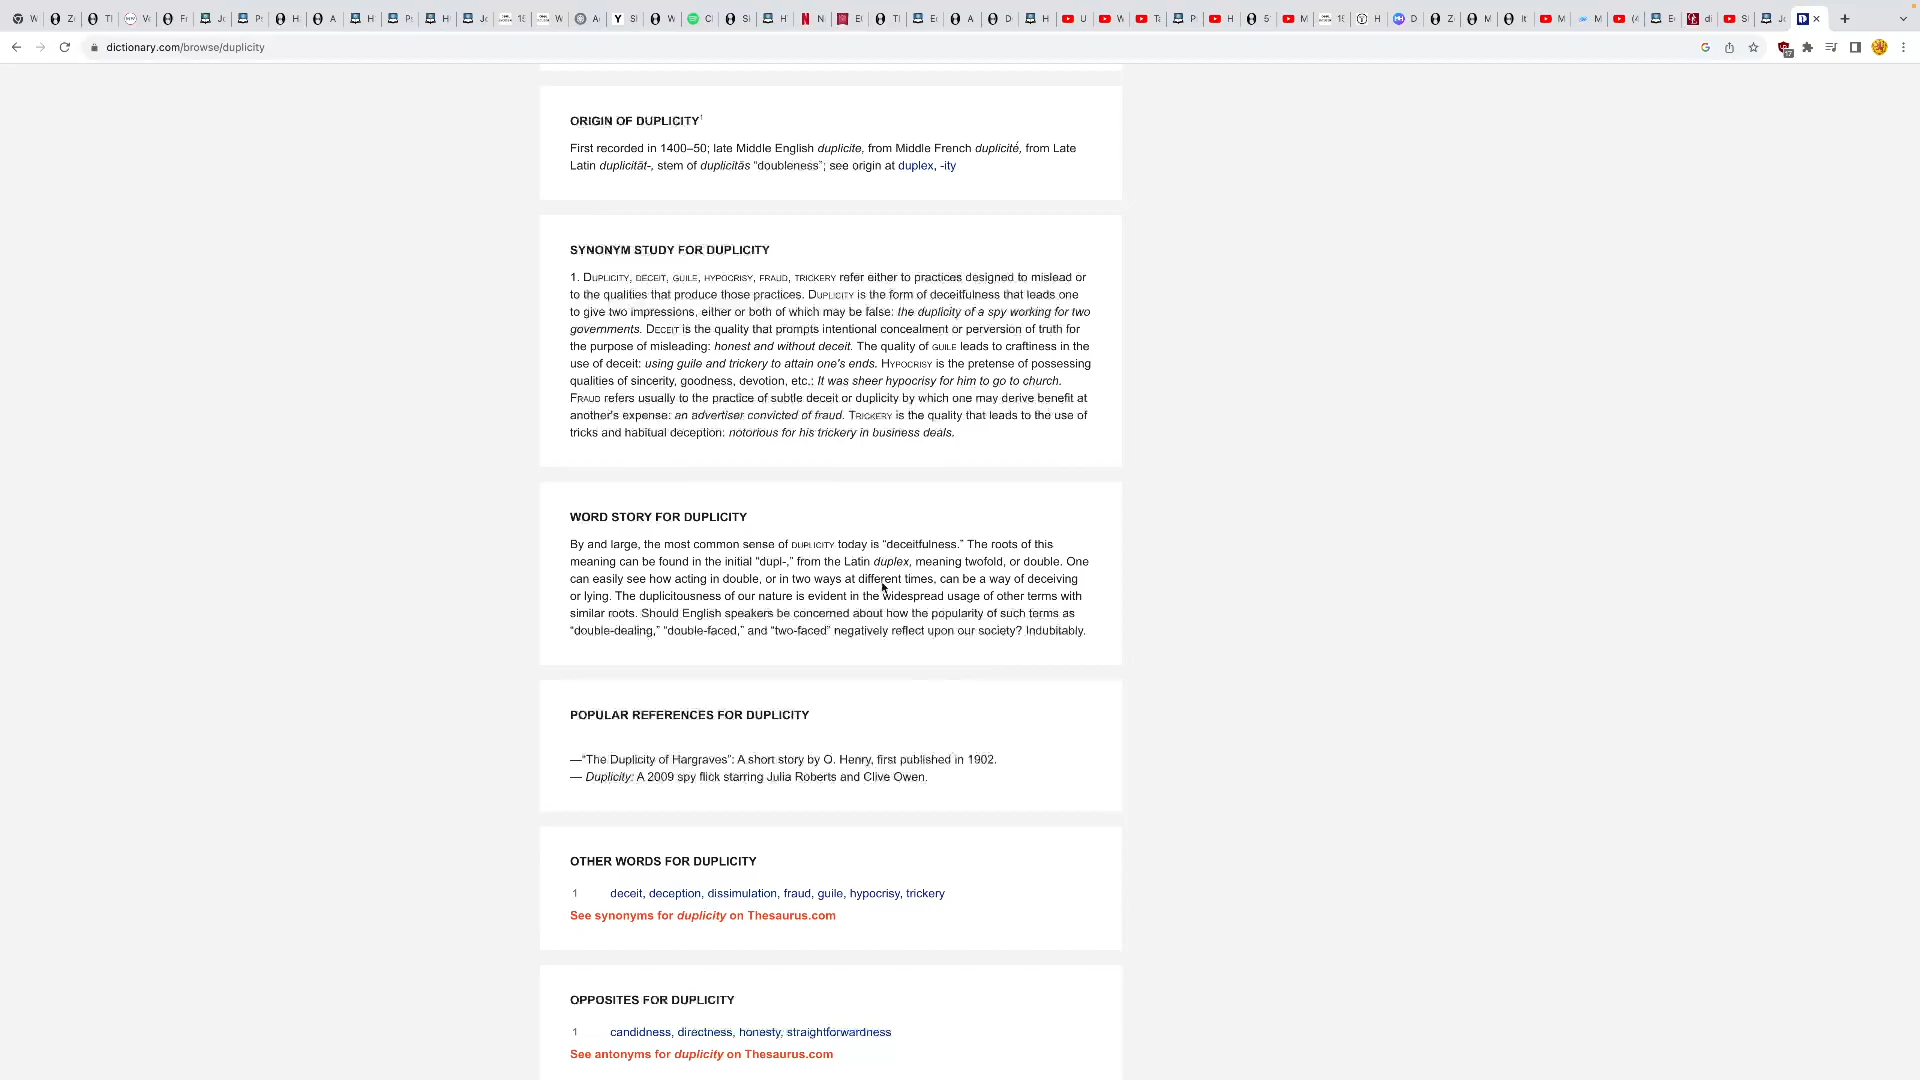 dictionary.com/browse/duplicity
ORIGIN OF DUPLICITY1
First recorded in 1400–50; late Middle English duplicite, from Middle French duplicité, from Late
Latin duplicitāt-, stem of duplicitās “doubleness”; see origin at duplex, -ity
SYNONYM STUDY FOR DUPLICITY
1. DUPLICITY, DECEIT, GUILE, HYPOCRISY, FRAUD, TRICKERY refer either to practices designed to mislead or
to the qualities that produce those practices. DUPLICITY is the form of deceitfulness that leads one
to give two impressions, either or both of which may be false: the duplicity of a spy working for two
governments. DECEIT is the quality that prompts intentional concealment or perversion of truth for
the purpose of misleading: honest and without deceit. The quality of GUILE leads to craftiness in the
use of deceit: using guile and trickery to attain one's ends. HYPOCRISY is the pretense of possessing
qualities of sincerity, goodness, devotion, etc.: It was sheer hypocrisy for him to go to church.
FRAUD refers usually to the practice of subtle deceit or duplicity by which one may derive benefit at
another's expense: an advertiser convicted of fraud. TRICKERY is the quality that leads to the use of
tricks and habitual deception: notorious for his trickery in business deals.
WORD STORY FOR DUPLICITY
By and large, the most common sense of DUPLICITY today is “deceitfulness.” The roots of this
meaning can be found in the initial “dupl-,” from the Latin duplex, meaning twofold, or double. One
can easily see how acting in double, or in two ways at different times, can be a way of deceiving
or lying. The duplicitousness of our nature is evident in the widespread usage of other terms with
similar roots. Should English speakers be concerned about how the popularity of such terms as
“double-dealing,” “double-faced,” and “two-faced” negatively reflect upon our society? Indubitably.
POPULAR REFERENCES FOR DUPLICITY
—“The Duplicity of Hargraves”: A short story by O. Henry, first published in 1902.
— Duplicity: A 2009 spy flick starring Julia Roberts and Clive Owen.
OTHER WORDS FOR DUPLICITY
1 deceit, deception, dissimulation, fraud, guile, hypocrisy, trickery
See synonyms for duplicity on Thesaurus.com
OPPOSITES FOR DUPLICITY
1 candidness, directness, honesty, straightforwardness
See antonyms for duplicity on Thesaurus.com